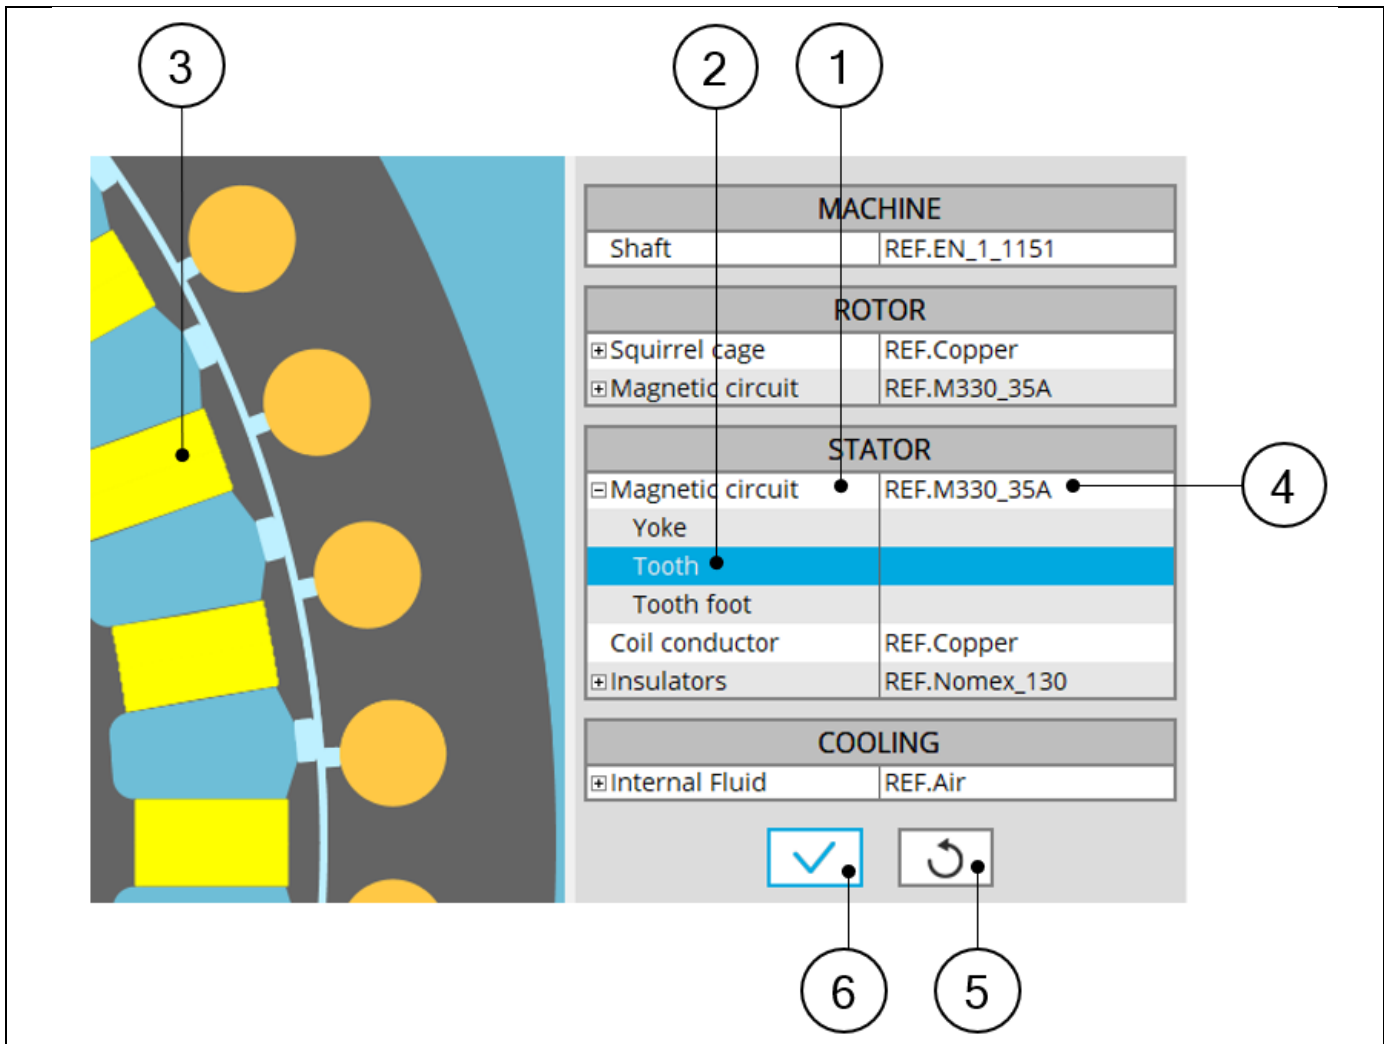 3 2 1
MACHINE
Shaft REF.EN_1_1151
ROTOR
Squirrel cage REF.Copper
Magnetic circuit REF.M330_35A
STATOR
Magnetic circuit REF.M330_35A 4
Yoke
Tooth
Tooth foot
Coil conductor REF.Copper
Insulators REF.Nomex_130
COOLING
Internal Fluid REF.Air
6 5